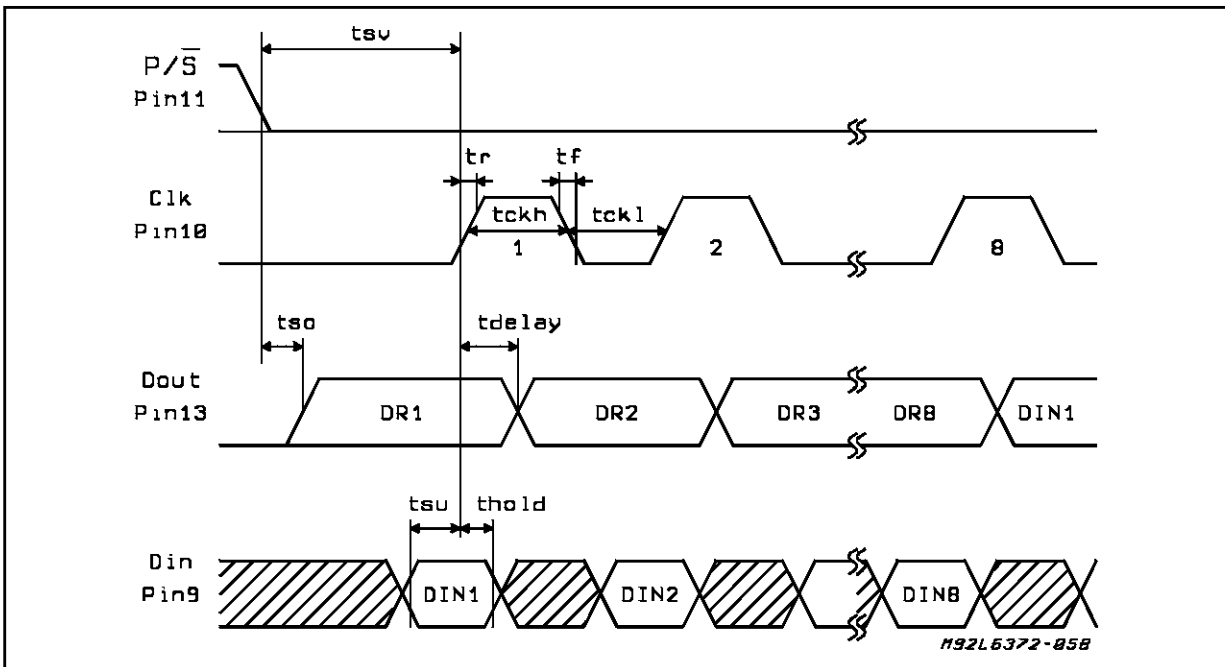 tsv
P/S̅
Pin11
tr tf
Clk
Pin10
tckh tckl
1 2 8
tso tdelay
Dout
Pin13
DR1 DR2 DR3 DR8 DIN1
tsu thold
Din
Pin9
DIN1 DIN2 DIN8
M92L6372-05B